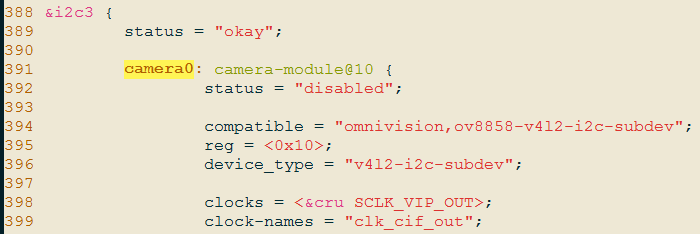 388 &i2c3 {
389         status = "okay";
390
391         camera0: camera-module@10 {
392                 status = "disabled";
393
394                 compatible = "omnivision,ov8858-v4l2-i2c-subdev";
395                 reg = <0x10>;
396                 device_type = "v4l2-i2c-subdev";
397
398                 clocks = <&cru SCLK_VIP_OUT>;
399                 clock-names = "clk_cif_out";